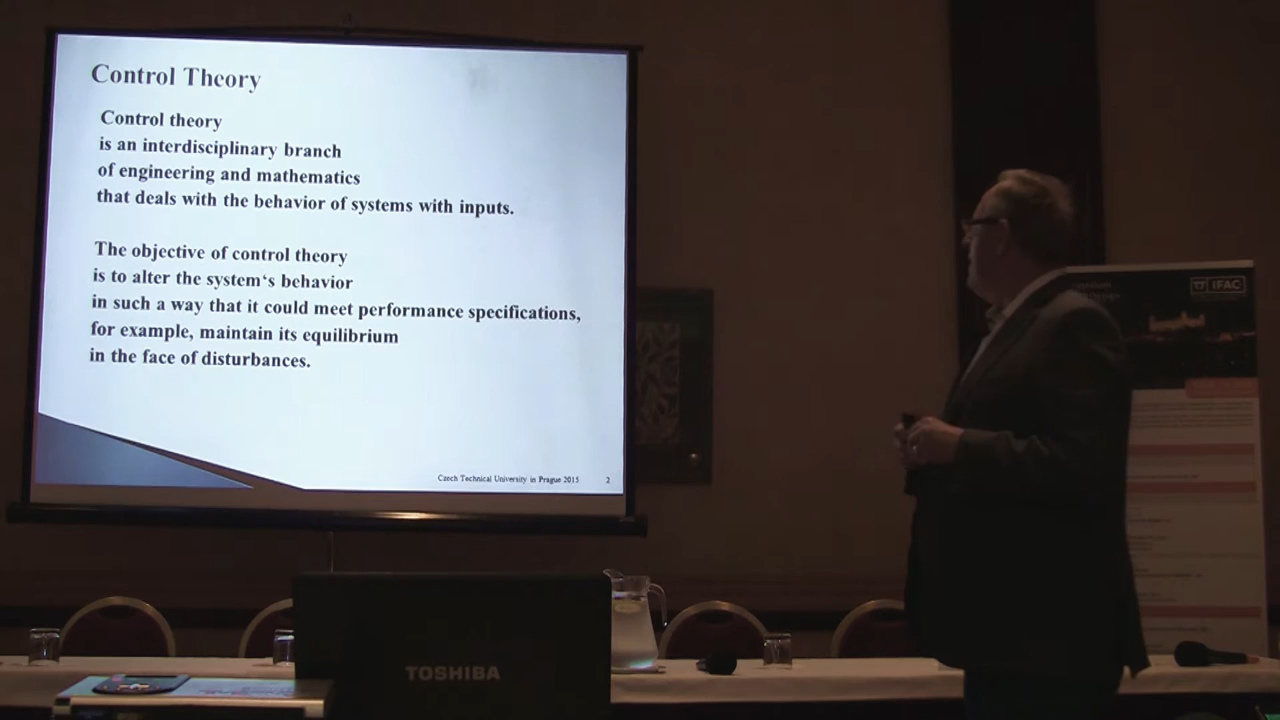 Control Theory
Control theory
is an interdisciplinary branch
of engineering and mathematics
that deals with the behavior of systems with inputs.
The objective of control theory
is to alter the system‘s behavior
in such a way that it could meet performance specifications,
for example, maintain its equilibrium
in the face of disturbances.
Czech Technical University in Prague 2015 2
IFAC
TOSHIBA